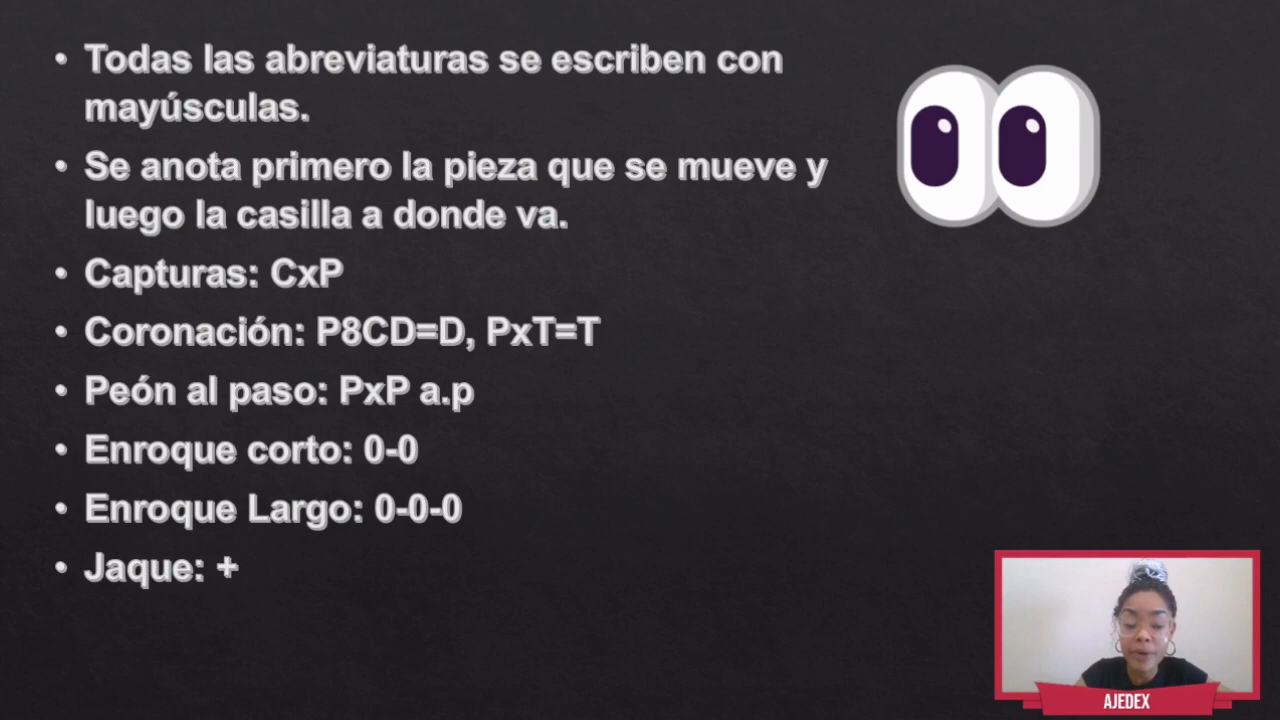 • Todas las abreviaturas se escriben con
mayúsculas.
• Se anota primero la pieza que se mueve y
luego la casilla a donde va.
• Capturas: CxP
• Coronación: P8CD=D, PxT=T
• Peón al paso: PxP a.p
• Enroque corto: 0-0
• Enroque Largo: 0-0-0
• Jaque: +
AJEDEX